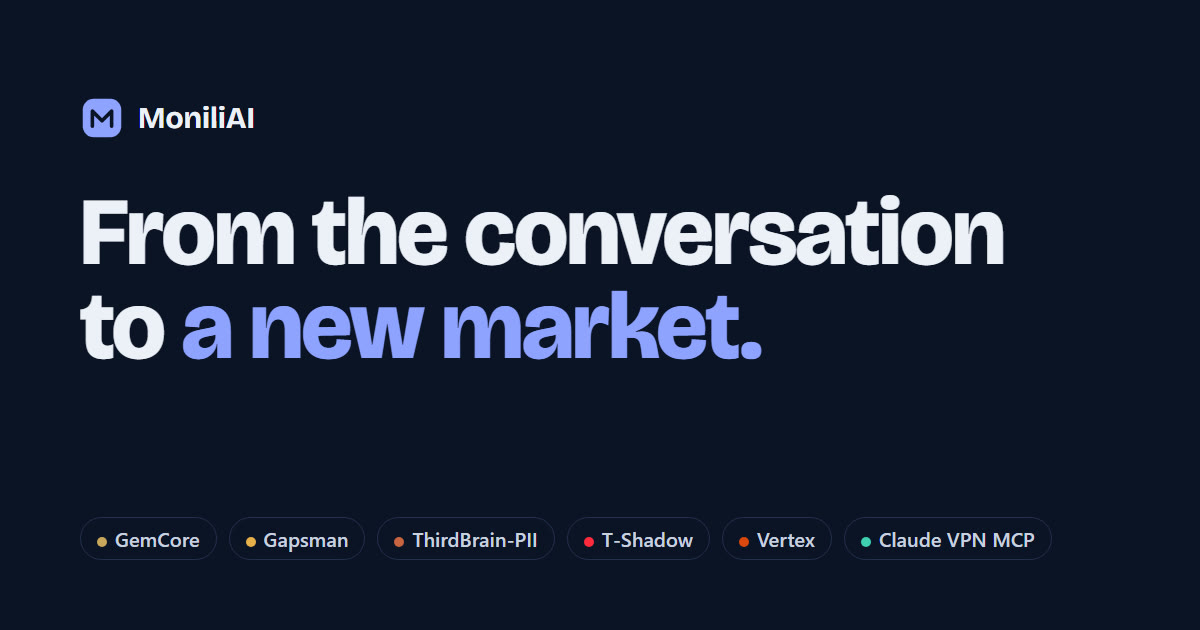 MoniliAI
From the conversation
to a new market.
GemCore
Gapsman
ThirdBrain-PII
T-Shadow
Vertex
Claude VPN MCP